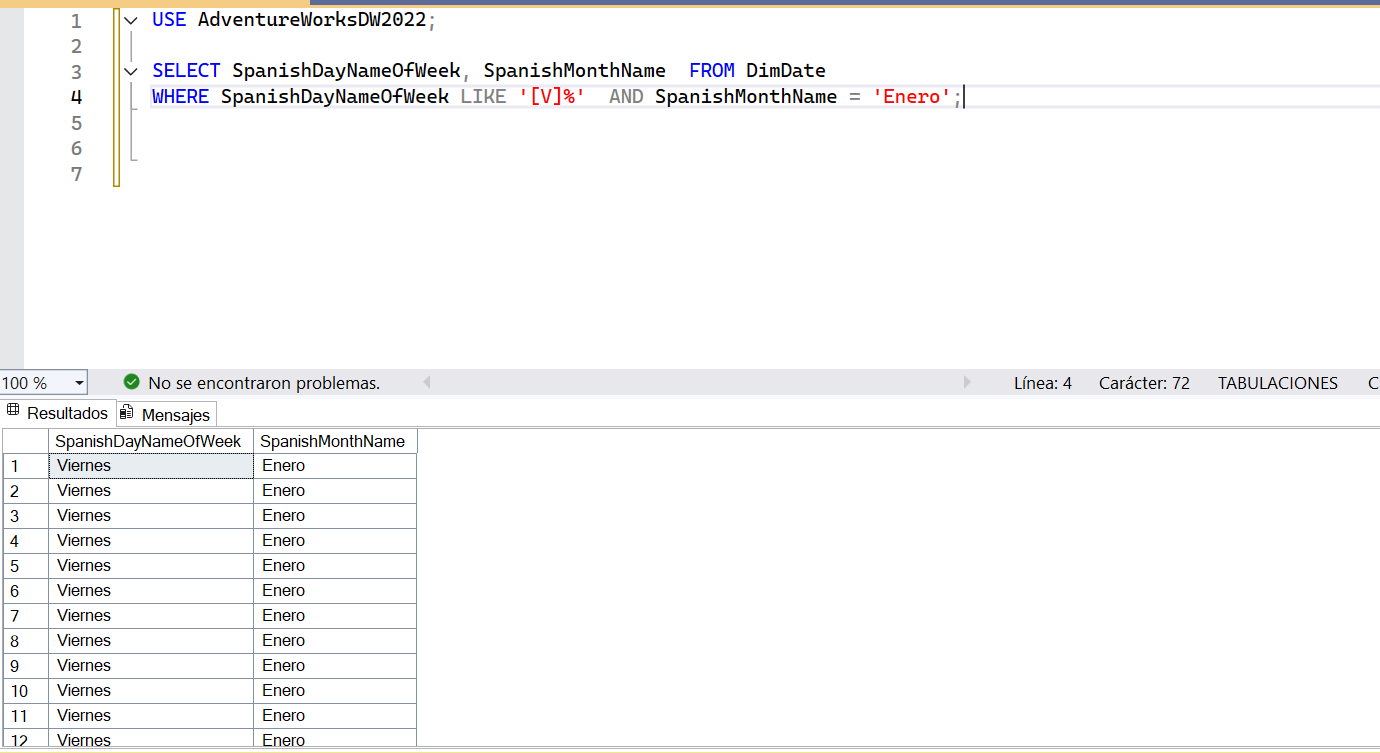 1 USE AdventureWorksDW2022;
2
3 SELECT SpanishDayNameOfWeek, SpanishMonthName  FROM DimDate
4 WHERE SpanishDayNameOfWeek LIKE '[V]%'  AND SpanishMonthName = 'Enero';
5
6
7
100 % No se encontraron problemas. Línea: 4 Carácter: 72 TABULACIONES C
Resultados Mensajes
SpanishDayNameOfWeek SpanishMonthName
1 Viernes Enero
2 Viernes Enero
3 Viernes Enero
4 Viernes Enero
5 Viernes Enero
6 Viernes Enero
7 Viernes Enero
8 Viernes Enero
9 Viernes Enero
10 Viernes Enero
11 Viernes Enero
12 Viernes Enero